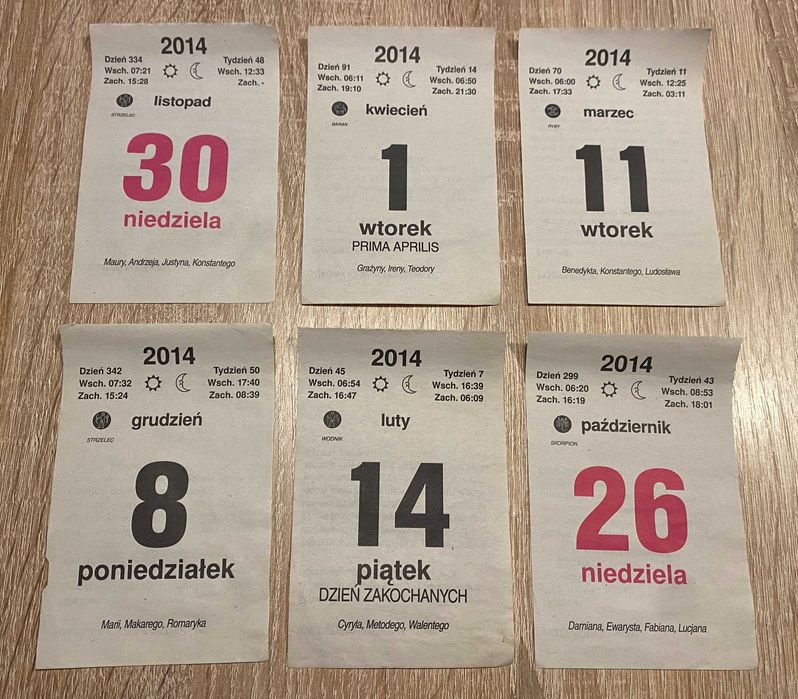 2014
Dzień 334 Tydzień 48
Wsch. 07:21 Wsch. 12:33
Zach. 15:28 Zach. -
listopad
STRZELEC
30
niedziela
Maury, Andrzeja, Justyna, Konstantego
2014
Dzień 91 Tydzień 14
Wsch. 06:11 Wsch. 06:50
Zach. 19:10 Zach. 21:30
kwiecień
BARAN
1
wtorek
PRIMA APRILIS
Grażyny, Ireny, Teodory
2014
Dzień 70 Tydzień 11
Wsch. 06:00 Wsch. 12:25
Zach. 17:33 Zach. 03:11
marzec
RYBY
11
wtorek
Benedykta, Konstantego, Ludosława
2014
Dzień 342 Tydzień 50
Wsch. 07:32 Wsch. 17:40
Zach. 15:24 Zach. 08:39
grudzień
STRZELEC
8
poniedziałek
Marii, Makarego, Romaryka
2014
Dzień 45 Tydzień 7
Wsch. 06:54 Wsch. 16:39
Zach. 16:47 Zach. 06:09
luty
WODNIK
14
piątek
DZIEŃ ZAKOCHANYCH
Cyryla, Metodego, Walentego
2014
Dzień 299 Tydzień 43
Wsch. 06:20 Wsch. 08:53
Zach. 16:19 Zach. 18:01
październik
SKORPION
26
niedziela
Damiana, Ewarysta, Fabiana, Lucjana